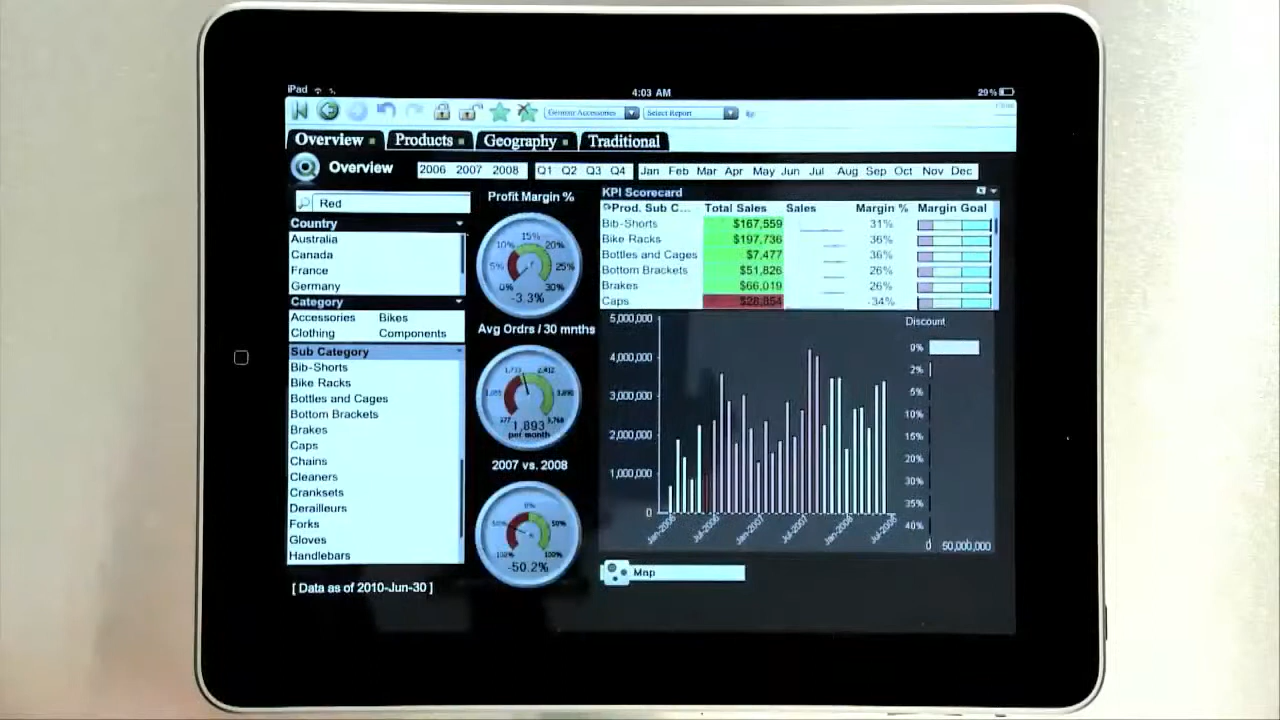 iPad 4:03 AM 29%
German Accessories Select Report Clear
Overview Products Geography Traditional
Overview 2006 2007 2008 Q1 Q2 Q3 Q4 Jan Feb Mar Apr May Jun Jul Aug Sep Oct Nov Dec
Red
Country
Australia
Canada
France
Germany
Category
Accessories Bikes
Clothing Components
Sub Category
Bib-Shorts
Bike Racks
Bottles and Cages
Bottom Brackets
Brakes
Caps
Chains
Cleaners
Cranksets
Derailleurs
Forks
Gloves
Handlebars
[ Data as of 2010-Jun-30 ]
Profit Margin %
0% 5% 10% 15% 20% 25% 30%
-3.3%
Avg Ordrs / 30 mnths
1,893
per month
2007 vs. 2008
100% 50% 0% 50% 100%
-50.2%
KPI Scorecard
Prod. Sub C... Total Sales Sales Margin % Margin Goal
Bib-Shorts $167,559 31%
Bike Racks $197,736 36%
Bottles and Cages $7,477 36%
Bottom Brackets $51,826 26%
Brakes $66,019 26%
Caps $28,854 -34%
5,000,000
4,000,000
3,000,000
2,000,000
1,000,000
0
Jan-2006 Jul-2006 Jan-2007 Jul-2007 Jan-2008 Jul-2008
Discount
0%
2%
5%
10%
15%
20%
30%
35%
40%
0 50,000,000
Map